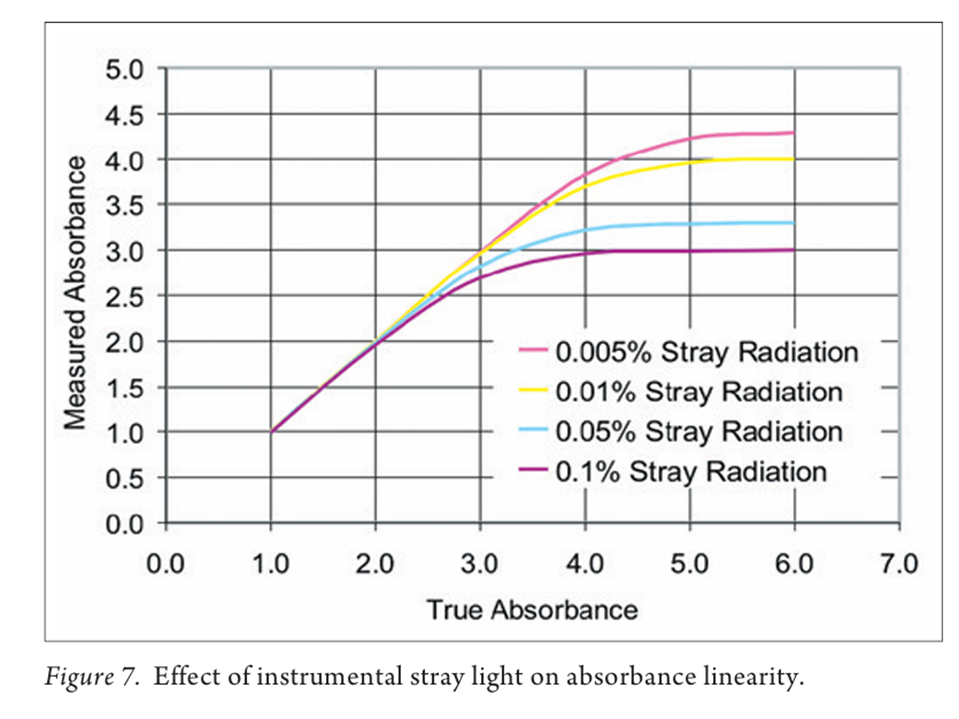 5.0
4.5
4.0
3.5
3.0
2.5
2.0
1.5
1.0
0.5
0.0
Measured Absorbance
0.005% Stray Radiation
0.01% Stray Radiation
0.05% Stray Radiation
0.1% Stray Radiation
0.0 1.0 2.0 3.0 4.0 5.0 6.0 7.0
True Absorbance
Figure 7. Effect of instrumental stray light on absorbance linearity.